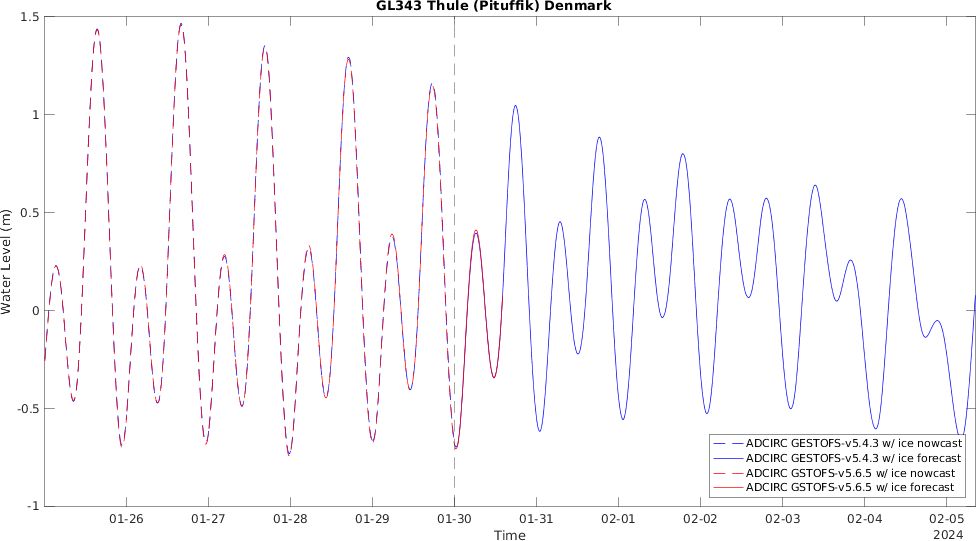 GL343 Thule (Pituffik) Denmark
Water Level (m)
1.5
1
0.5
0
-0.5
-1
01-26 01-27 01-28 01-29 01-30 01-31 02-01 02-02 02-03 02-04 02-05
Time
2024
ADCIRC GESTOFS-v5.4.3 w/ ice nowcast
ADCIRC GESTOFS-v5.4.3 w/ ice forecast
ADCIRC GSTOFS-v5.6.5 w/ ice nowcast
ADCIRC GSTOFS-v5.6.5 w/ ice forecast